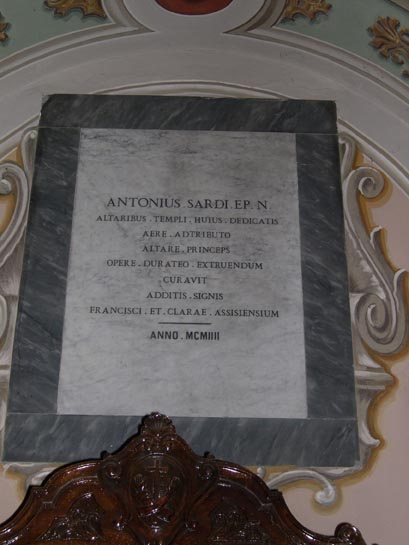 ANTONIUS . SARDI . EP . N
ALTARIBUS . TEMPLI . HUIUS . DEDICATIS
AERE . ADTRIBUTO
ALTARE . PRINCEPS
OPERE . DURATEO . EXTRUENDUM
CURAVIT
ADDITIS . SIGNIS
FRANCISCI . ET . CLARAE . ASSISIENSIUM
ANNO . MCMIIII